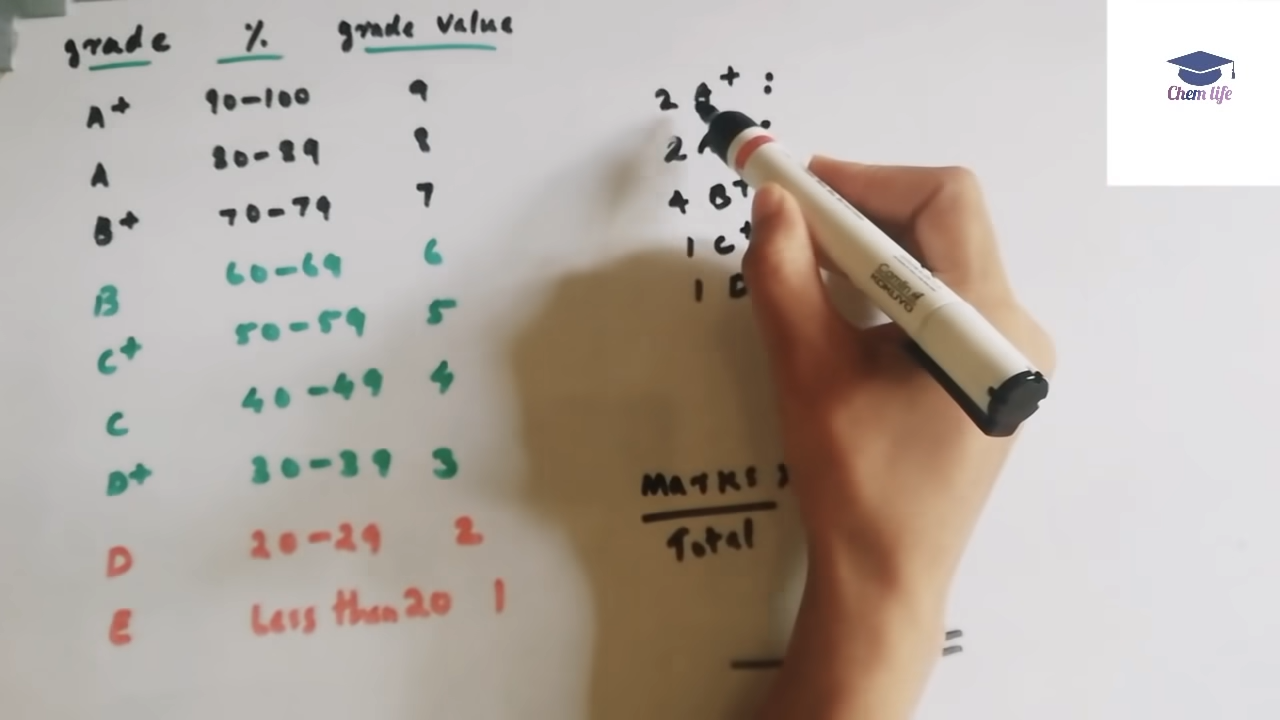 grade % grade value
A+ 90-100 9
A 80-89 8
B+ 70-79 7
B 60-69 6
C+ 50-59 5
C 40-49 4
D+ 30-39 3
D 20-29 2
E Less than 20 1
2 A+ :
2
4 B+
1 C+
1 D
Marks
Total
=
Chem life
Camlin
KOKUYO